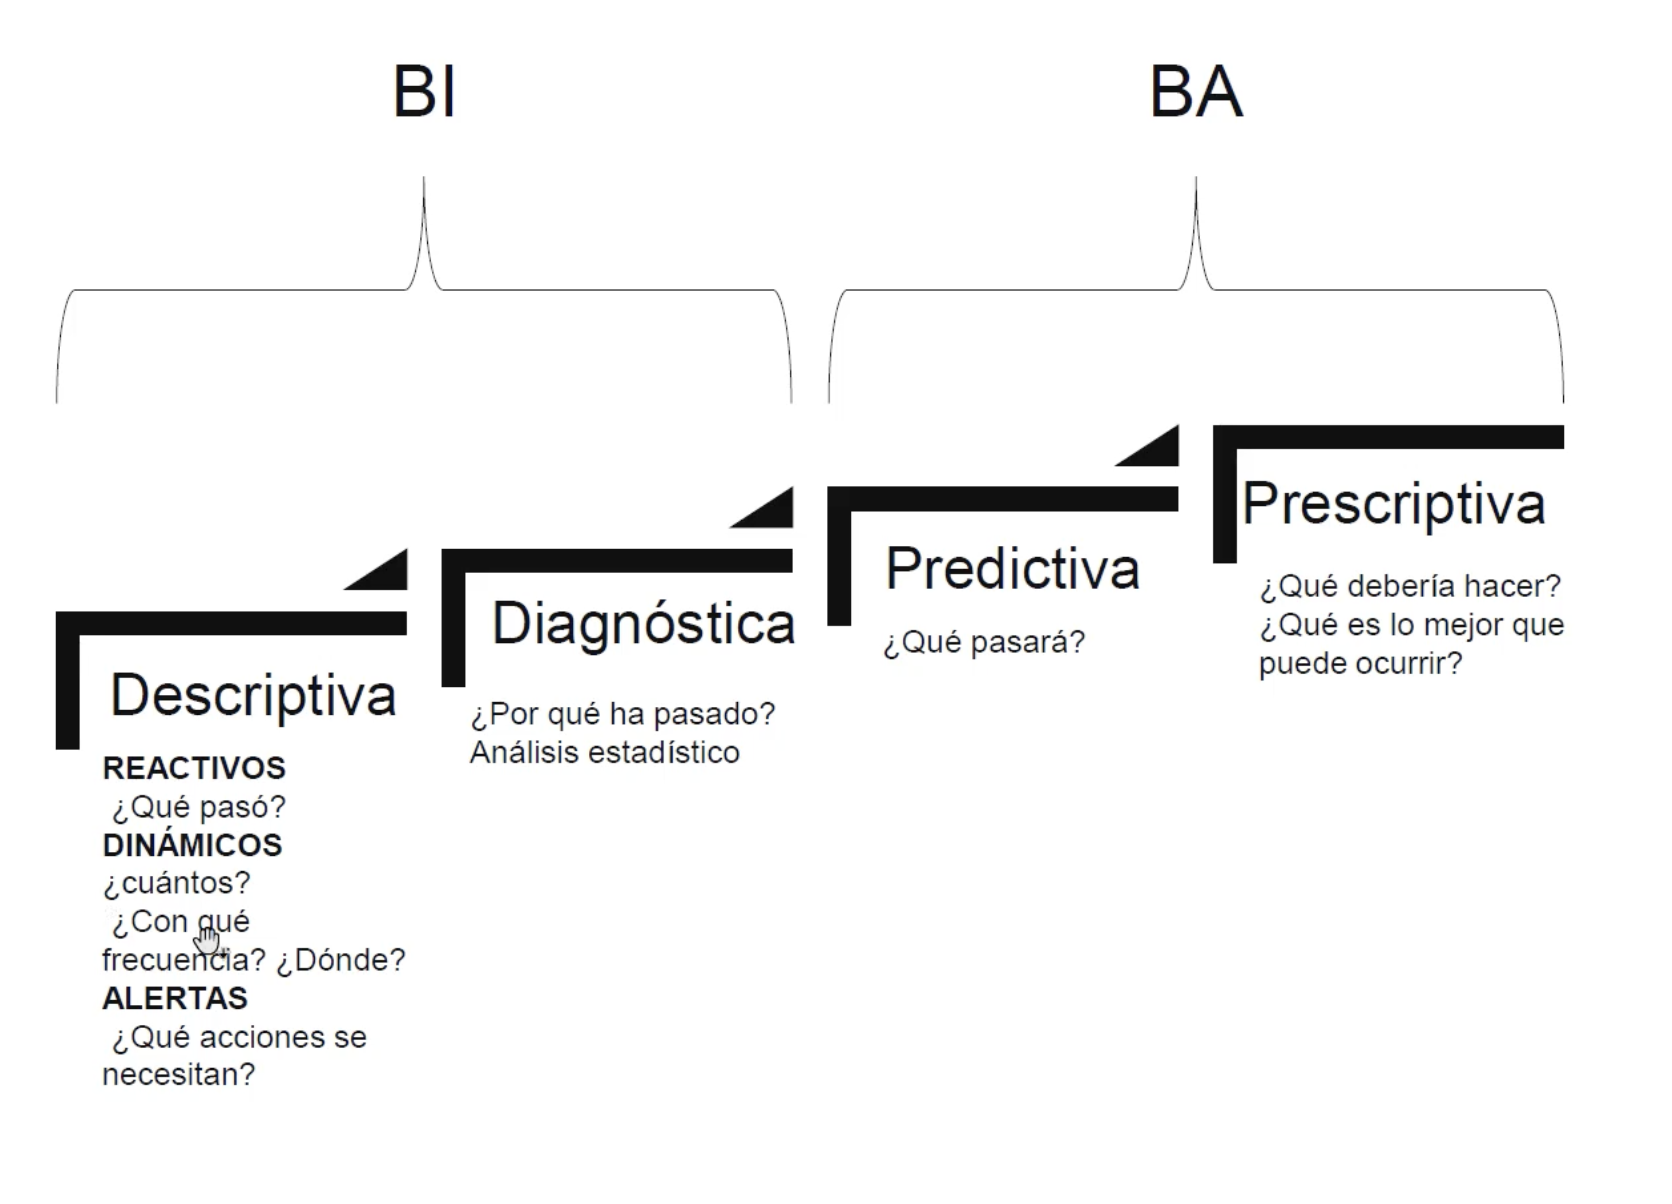 BI
BA
Descriptiva
REACTIVOS
¿Qué pasó?
DINÁMICOS
¿cuántos?
¿Con qué
frecuencia? ¿Dónde?
ALERTAS
¿Qué acciones se
necesitan?
Diagnóstica
¿Por qué ha pasado?
Análisis estadístico
Predictiva
¿Qué pasará?
Prescriptiva
¿Qué debería hacer?
¿Qué es lo mejor que
puede ocurrir?